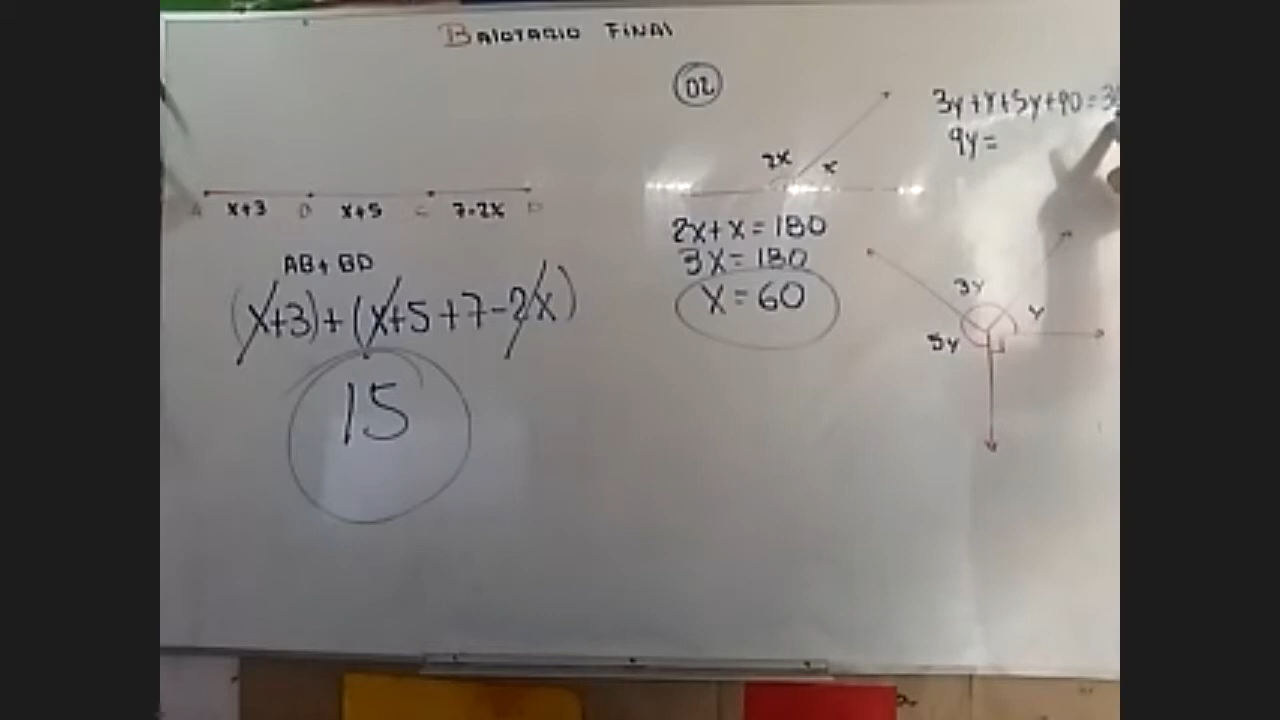 BALOTARIO FINAL
A x+3 B x+5 C 7-2x D
AB+BD
(x+3)+(x+5+7-2x)
15
02
2x x
2x+x=180
3x=180
x=60
3y+y+5y+90=3
9y=
3y
y
5y